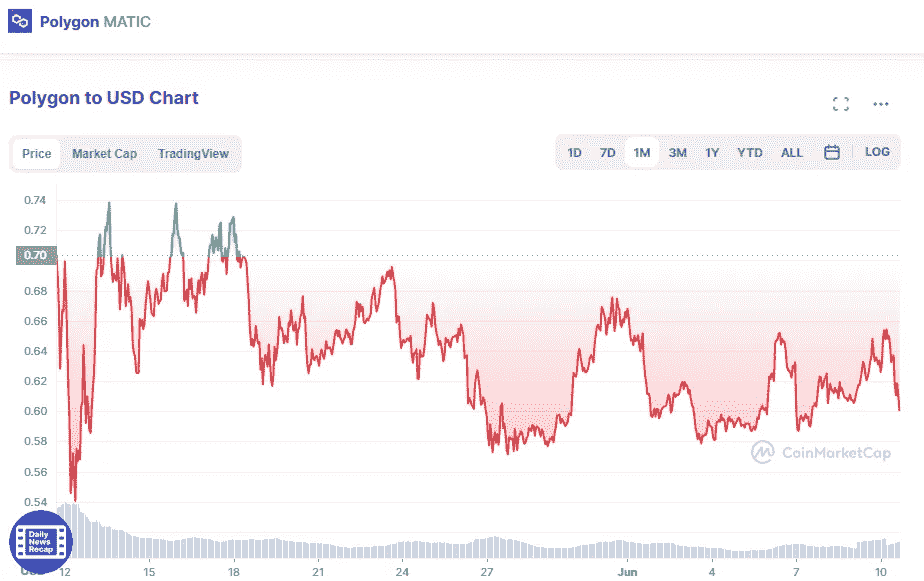 Polygon MATIC
Polygon to USD Chart
Price Market Cap TradingView
1D 7D 1M 3M 1Y YTD ALL LOG
0.74
0.72
0.70
0.68
0.66
0.64
0.62
0.60
0.58
0.56
0.54
CoinMarketCap
Daily
News
Recap
12 15 18 21 24 27 Jun 4 7 10